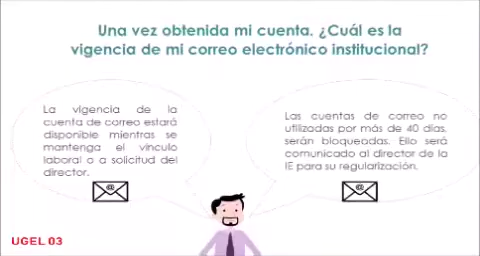 Una vez obtenida mi cuenta. ¿Cuál es la
vigencia de mi correo electrónico institucional?
La vigencia de la
cuenta de correo estará
disponible mientras se
mantenga el vínculo
laboral o a solicitud del
director.
Las cuentas de correo no
utilizadas por más de 40 días,
serán bloqueadas. Ello será
comunicado al director de la
IE para su regularización.
@
@
UGEL 03